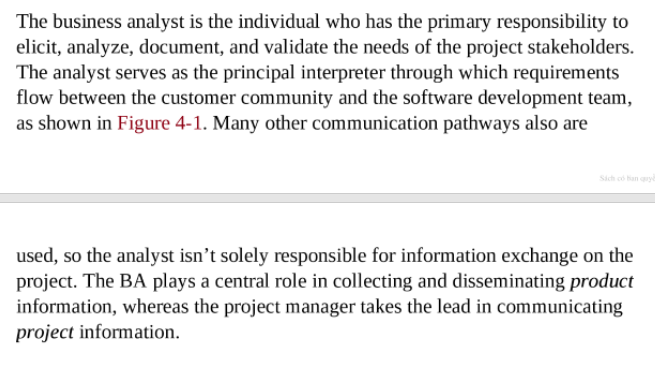 The business analyst is the individual who has the primary responsibility to
elicit, analyze, document, and validate the needs of the project stakeholders.
The analyst serves as the principal interpreter through which requirements
flow between the customer community and the software development team,
as shown in Figure 4-1. Many other communication pathways also are
Sách có bản quyề
used, so the analyst isn’t solely responsible for information exchange on the
project. The BA plays a central role in collecting and disseminating product
information, whereas the project manager takes the lead in communicating
project information.